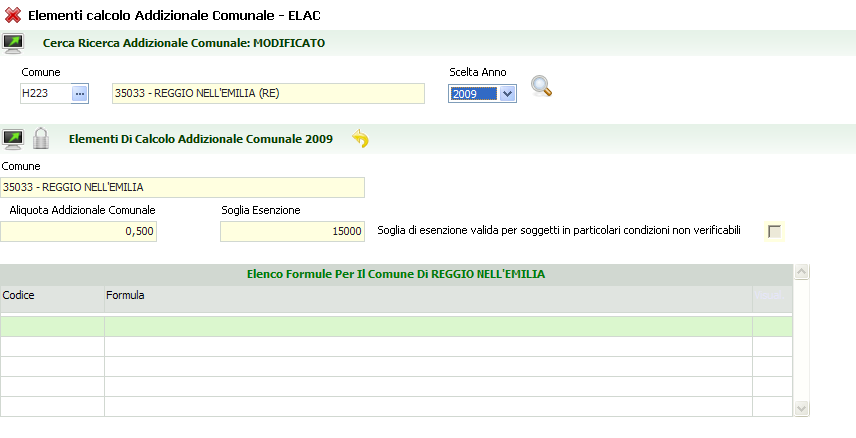 Elementi calcolo Addizionale Comunale - ELAC
Cerca Ricerca Addizionale Comunale: MODIFICATO
Comune
Scelta Anno
H223 ... 35033 - REGGIO NELL'EMILIA (RE) 2009
Elementi Di Calcolo Addizionale Comunale 2009
Comune
35033 - REGGIO NELL'EMILIA
Aliquota Addizionale Comunale Soglia Esenzione
0,500 15000 Soglia di esenzione valida per soggetti in particolari condizioni non verificabili
Elenco Formule Per Il Comune Di REGGIO NELL'EMILIA
Codice Formula